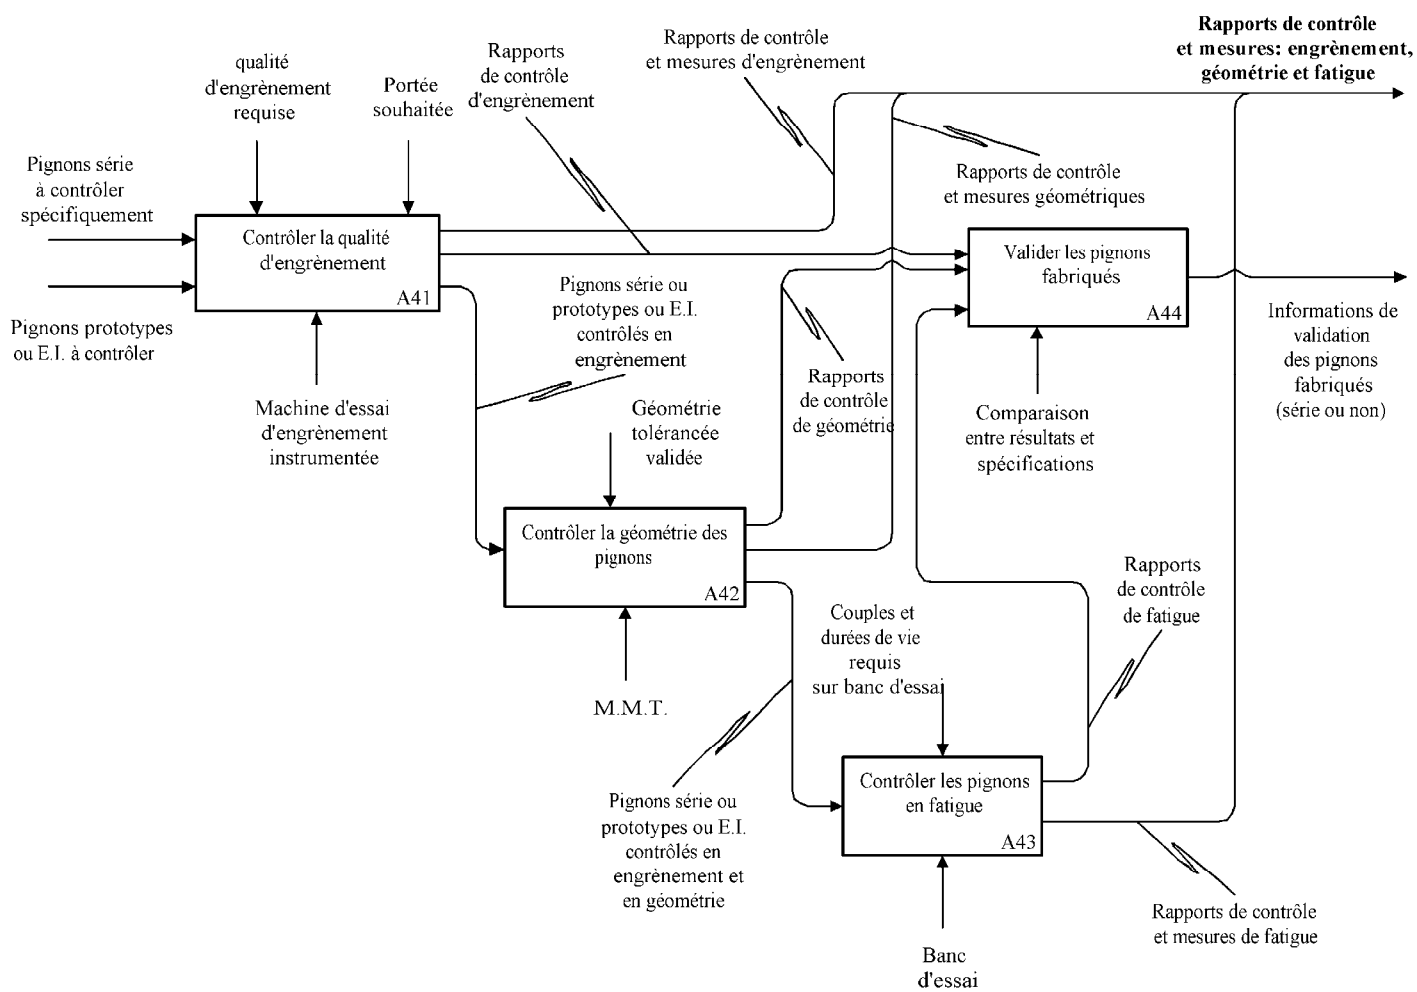 Rapports de contrôle
et mesures: engrènement,
géométrie et fatigue
Rapports de contrôle
et mesures d'engrènement
Rapports
de contrôle
d'engrènement
qualité
d'engrènement
requise
Portée
souhaitée
Pignons série
à contrôler
spécifiquement
Rapports de contrôle
et mesures géométriques
Contrôler la qualité
d'engrènement
A41
Valider les pignons
fabriqués
A44
Pignons prototypes
ou E.I. à contrôler
Pignons série ou
prototypes ou E.I.
contrôlés en
engrènement
Informations de
validation
des pignons
fabriqués
(série ou non)
Machine d'essai
d'engrènement
instrumentée
Géométrie
tolérancée
validée
Rapports
de contrôle
de géométrie
Comparaison
entre résultats et
spécifications
Contrôler la géométrie des
pignons
A42
Rapports
de contrôle
de fatigue
Couples et
durées de vie
requis
sur banc d'essai
M.M.T.
Contrôler les pignons
en fatigue
A43
Pignons série ou
prototypes ou E.I.
contrôlés en
engrènement et
en géométrie
Rapports de contrôle
et mesures de fatigue
Banc
d'essai